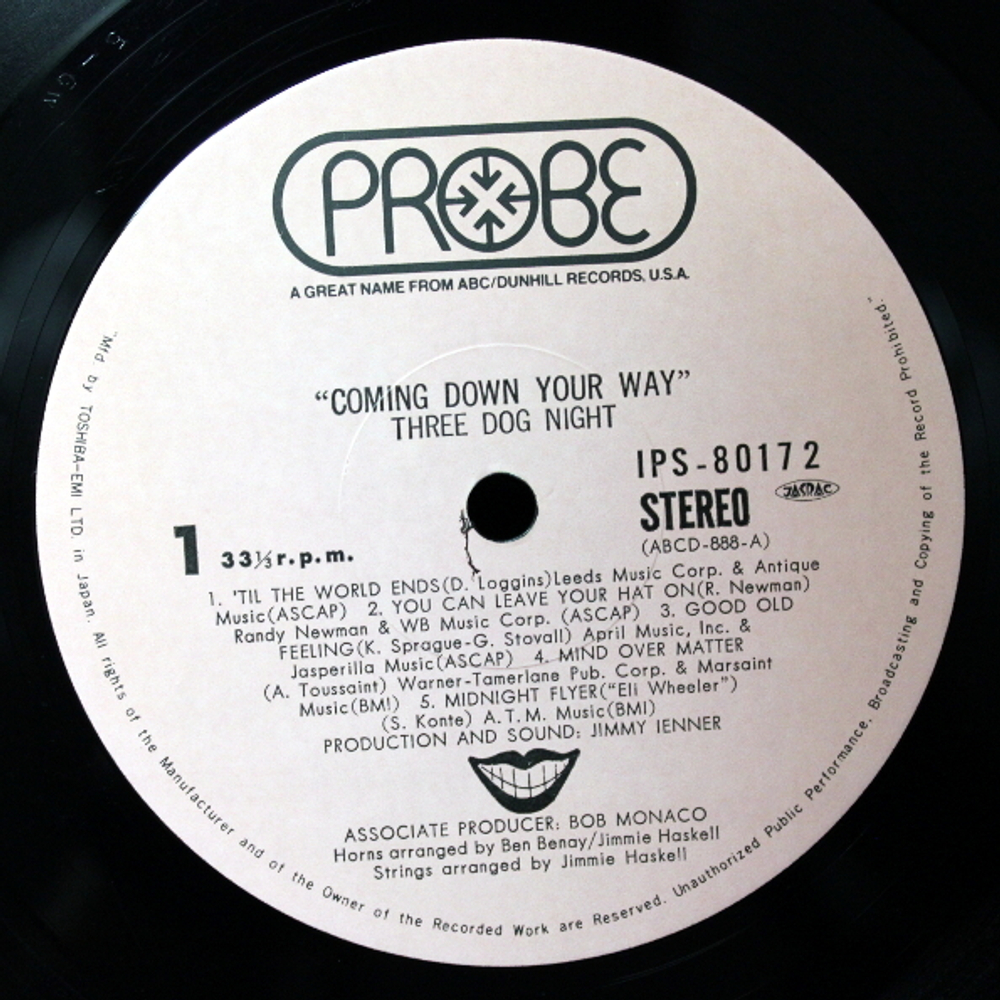 5-GW
PROBE
A GREAT NAME FROM ABC/DUNHILL RECORDS, U.S.A.
“COMING DOWN YOUR WAY”
THREE DOG NIGHT
IPS-80172
STEREO
JASRAC
(ABCD-888-A)
1 33⅓r.p.m.
1. 'TIL THE WORLD ENDS(D. Loggins)Leeds Music Corp. & Antique
Music(ASCAP) 2. YOU CAN LEAVE YOUR HAT ON(R. Newman)
Randy Newman & WB Music Corp. (ASCAP) 3. GOOD OLD
FEELING(K. Sprague-G. Stovall) April Music, Inc. &
Jasperilla Music(ASCAP) 4. MIND OVER MATTER
(A. Toussaint) Warner-Tamerlane Pub. Corp. & Marsaint
Music(BMI) 5. MIDNIGHT FLYER(“Eli Wheeler”)
(S. Konte) A.T.M. Music(BMI)
PRODUCTION AND SOUND: JIMMY IENNER
ASSOCIATE PRODUCER: BOB MONACO
Horns arranged by Ben Benay/Jimmie Haskell
Strings arranged by Jimmie Haskell
"Mfd. by TOSHIBA-EMI LTD. in Japan. All rights of the Manufacturer and of the Owner of the Recorded Work are Reserved. Unauthorized Public Performance, Broadcasting and Copying of the Record Prohibited."